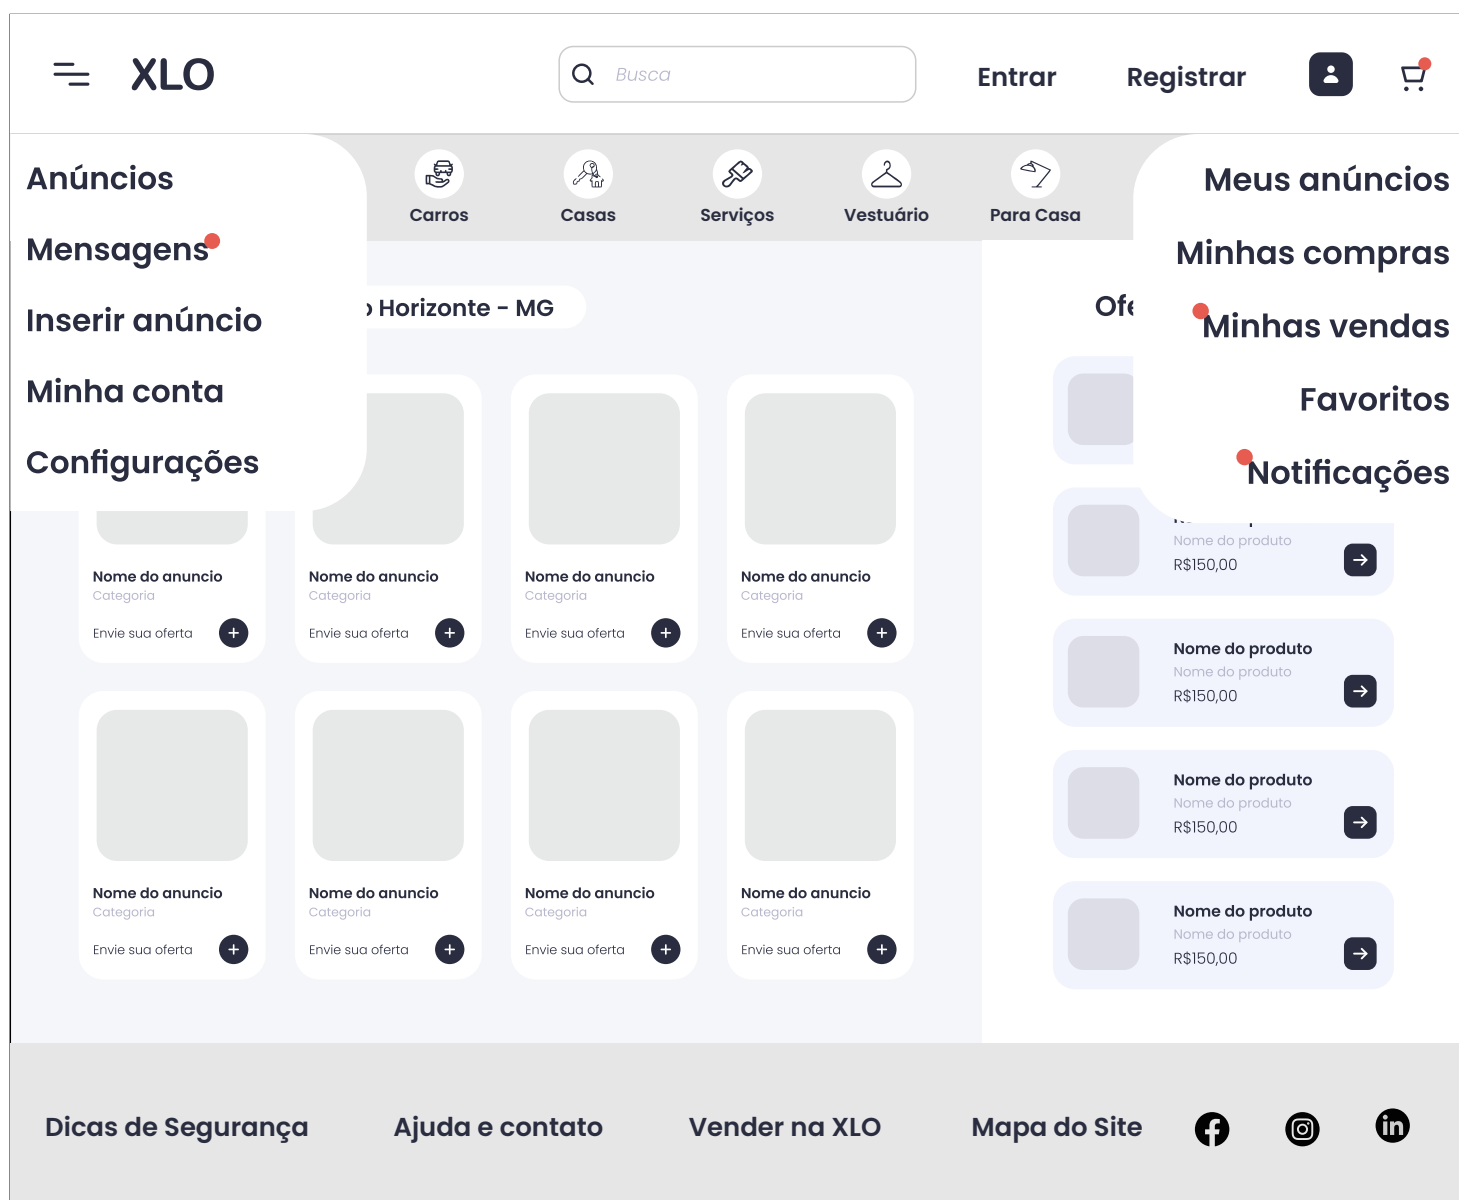 XLO
Busca
Entrar
Registrar
Anúncios
Mensagens
Inserir anúncio
Minha conta
Configurações
Carros
Casas
Serviços
Vestuário
Para Casa
Meus anúncios
Minhas compras
Minhas vendas
Favoritos
Notificações
Horizonte - MG
Nome do anuncio
Categoria
Envie sua oferta
Nome do anuncio
Categoria
Envie sua oferta
Nome do anuncio
Categoria
Envie sua oferta
Nome do anuncio
Categoria
Envie sua oferta
Nome do anuncio
Categoria
Envie sua oferta
Nome do anuncio
Categoria
Envie sua oferta
Nome do anuncio
Categoria
Envie sua oferta
Nome do anuncio
Categoria
Envie sua oferta
Nome do produto
R$150,00
Nome do produto
Nome do produto
R$150,00
Nome do produto
Nome do produto
R$150,00
Nome do produto
Nome do produto
R$150,00
Dicas de Segurança
Ajuda e contato
Vender na XLO
Mapa do Site